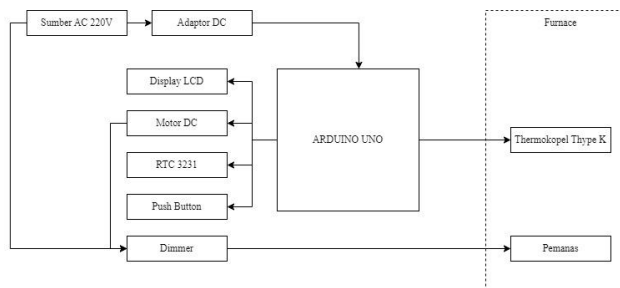 Sumber AC 220V
Adaptor DC
Furnace
Display LCD
Motor DC
ARDUINO UNO
Thermokopel Thype K
RTC 3231
Push Button
Dimmer
Pemanas